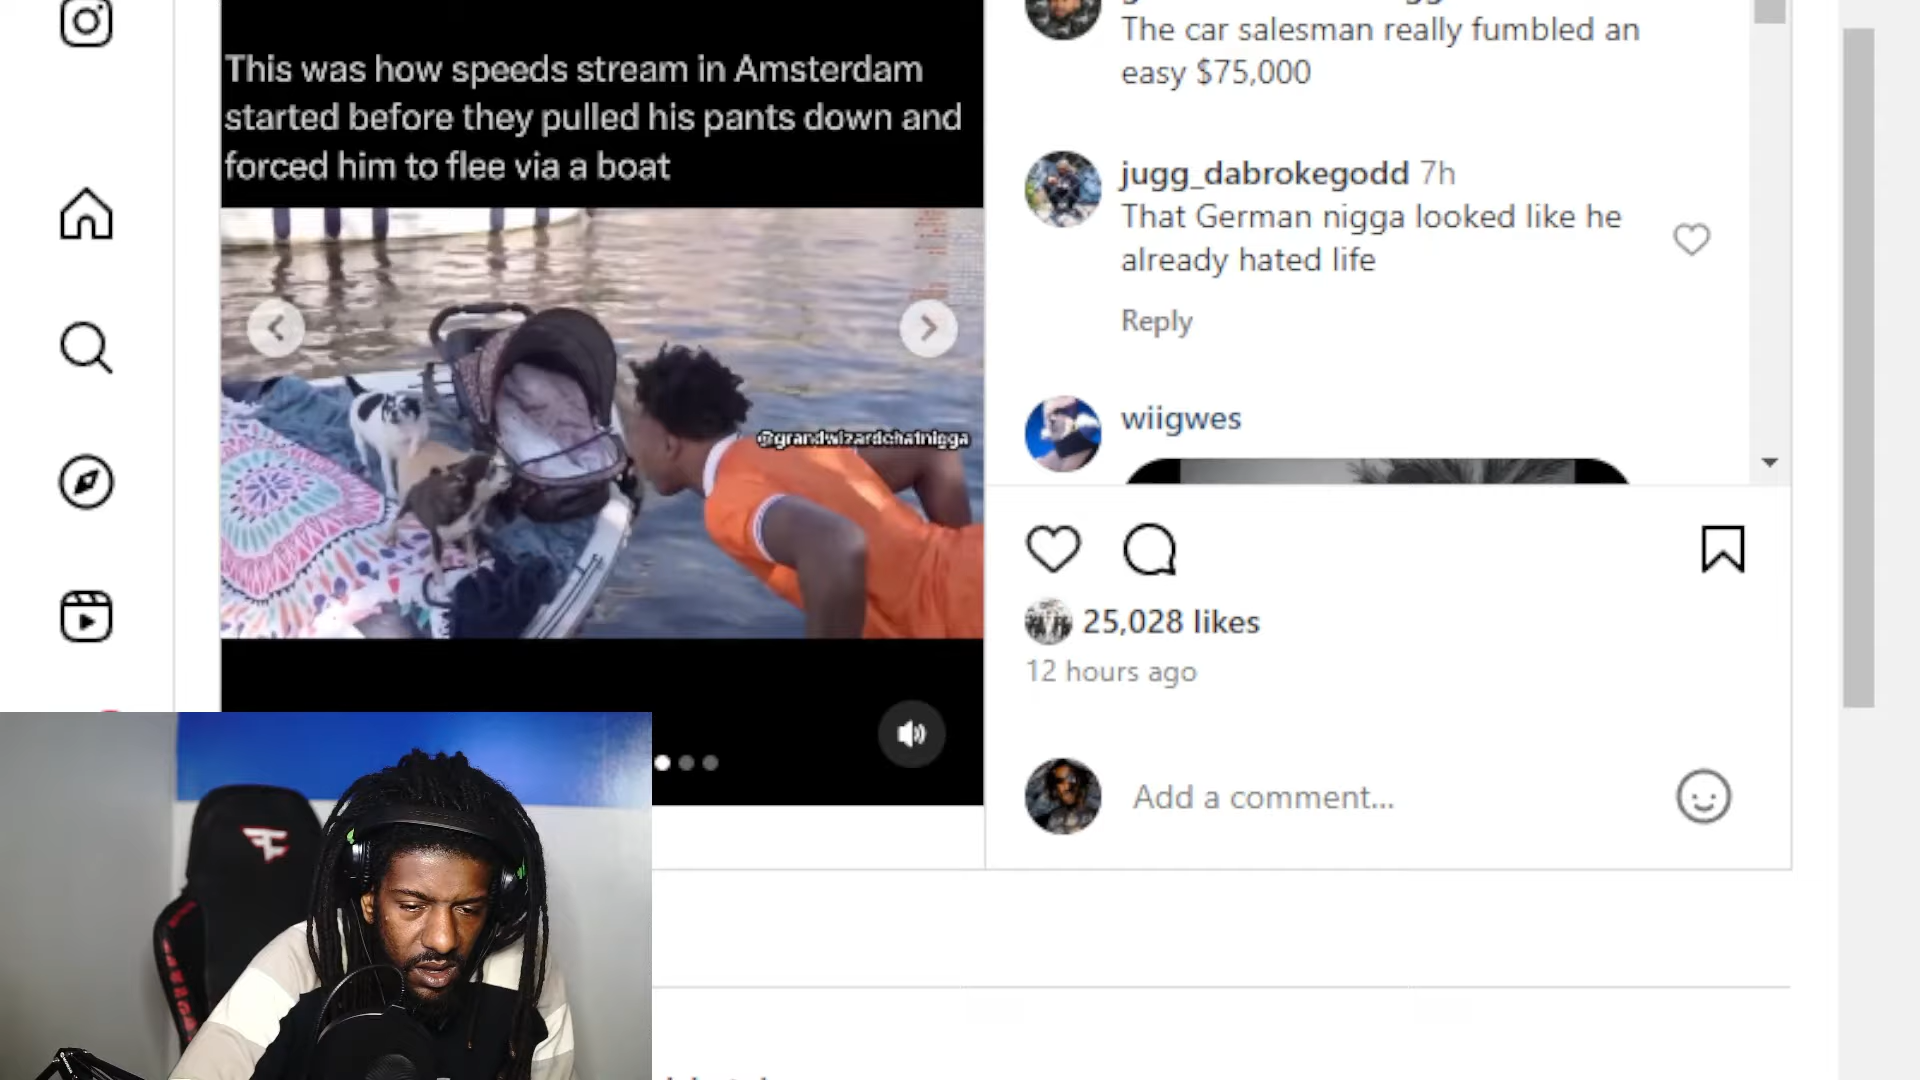 This was how speeds stream in Amsterdam
started before they pulled his pants down and
forced him to flee via a boat
@grandwizardchatnigga
The car salesman really fumbled an
easy $75,000
jugg_dabrokegodd 7h
That German nigga looked like he
already hated life
Reply
wiigwes
25,028 likes
12 hours ago
Add a comment...